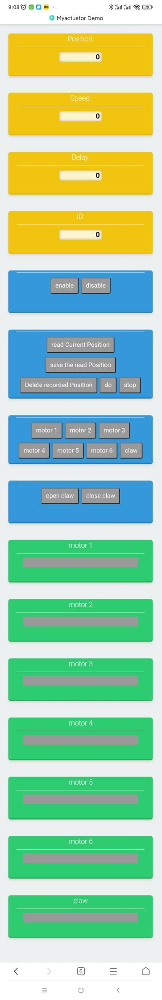 9:08
HD HD 79
Myactuator Demo
Position:
0
Speed:
0
Delay:
0
ID:
0
enable disable
read Current Position
save the read Position
Delete recorded Position do stop
motor 1 motor 2 motor 3
motor 4 motor 5 motor 6 claw
open claw close claw
motor 1
motor 2
motor 3
motor 4
motor 5
motor 6
claw
6